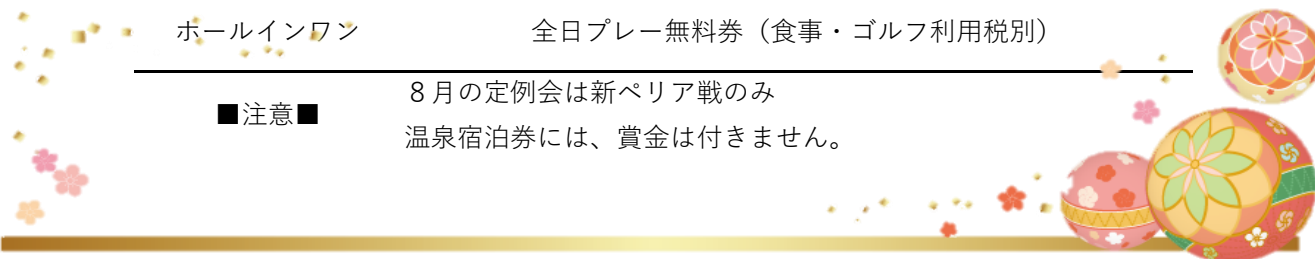 ホールインワン　全日プレー無料券（食事・ゴルフ利用税別）
■注意■　８月の定例会は新ペリア戦のみ
温泉宿泊券には、賞金は付きません。